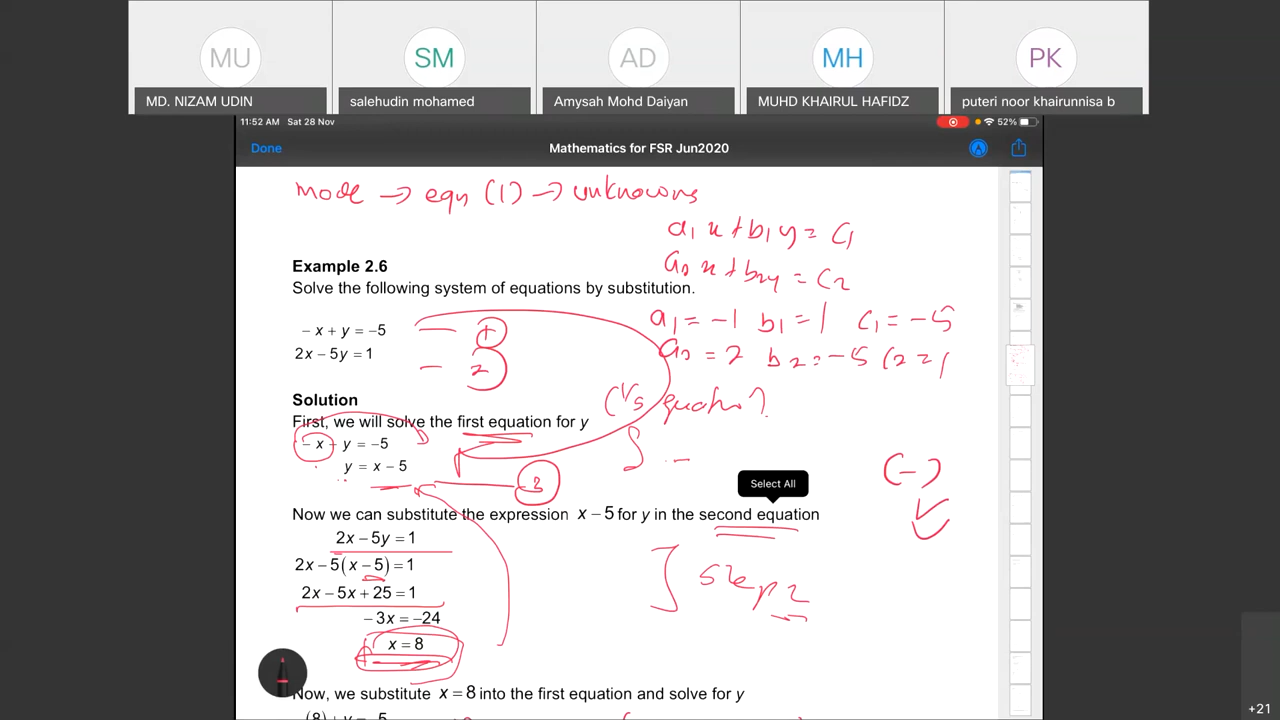 MU SM AD MH PK
MD. NIZAM UDIN salehudin mohamed Amysah Mohd Daiyan MUHD KHAIRUL HAFIDZ puteri noor khairunnisa b
11:52 AM Sat 28 Nov 52%
Done Mathematics for FSR Jun2020
mode → eqn (1) → unknowns
a₁x + b₁y = c₁
a₂x + b₂y = c₂
Example 2.6
Solve the following system of equations by substitution.
a₁ = -1 b₁ = 1 c₁ = -5
− x + y = −5 1
2x − 5y = 1 2
a₂ = 2 b₂ = -5 c₂ = 1
Solution
First, we will solve the first equation for y
− x + y = −5
y = x − 5
3
(-)
Select All
Now we can substitute the expression x − 5 for y in the second equation
2x − 5y = 1
2x − 5(x − 5) = 1
2x − 5x + 25 = 1
− 3x = −24
x = 8
step 2
Now, we substitute x = 8 into the first equation and solve for y
+21